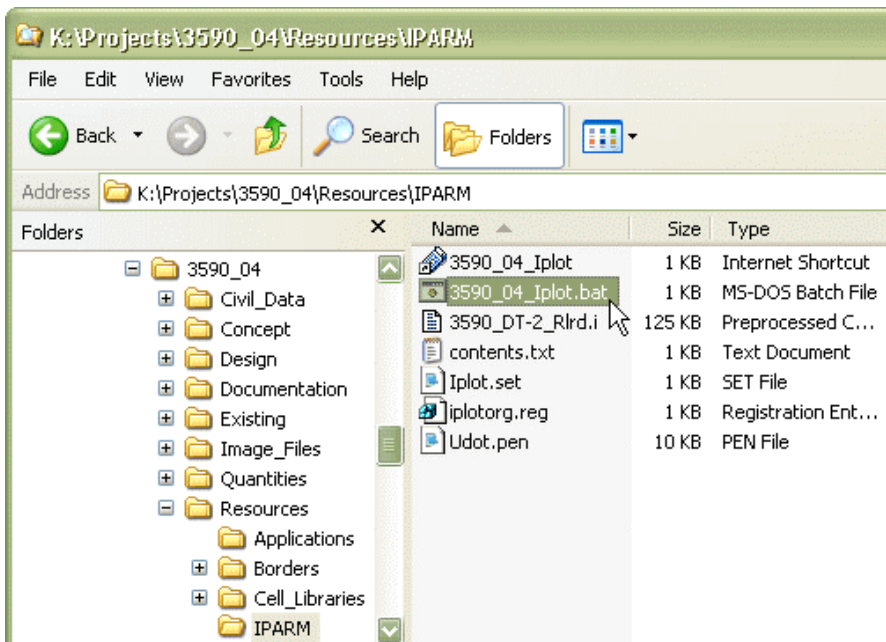 K:\Projects\3590_04\Resources\IPARM
File Edit View Favorites Tools Help
Back Search Folders
Address K:\Projects\3590_04\Resources\IPARM
Folders Name Size Type
3590_04 3590_04_Iplot 1 KB Internet Shortcut
Civil_Data 3590_04_Iplot.bat 1 KB MS-DOS Batch File
Concept 3590_DT-2_Rlrd.i 125 KB Preprocessed C...
Design contents.txt 1 KB Text Document
Documentation Iplot.set 1 KB SET File
Existing iplotorg.reg 1 KB Registration Ent...
Image_Files Udot.pen 10 KB PEN File
Quantities
Resources
Applications
Borders
Cell_Libraries
IPARM